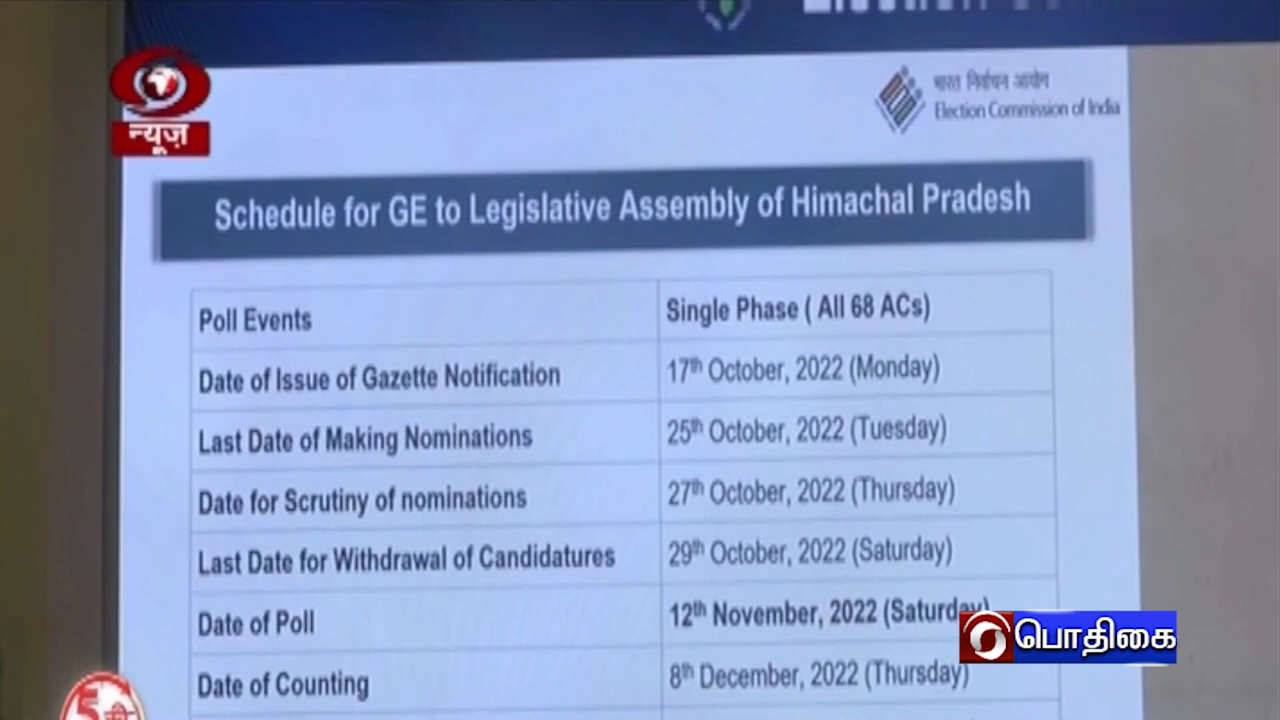 भारत निर्वाचन आयोग
Election Commission of India
न्यूज़
Schedule for GE to Legislative Assembly of Himachal Pradesh
Poll Events Single Phase ( All 68 ACs)
Date of Issue of Gazette Notification 17th October, 2022 (Monday)
Last Date of Making Nominations 25th October, 2022 (Tuesday)
Date for Scrutiny of nominations 27th October, 2022 (Thursday)
Last Date for Withdrawal of Candidatures 29th October, 2022 (Saturday)
Date of Poll 12th November, 2022 (Saturday)
பொதிகை
Date of Counting 8th December, 2022 (Thursday)
5